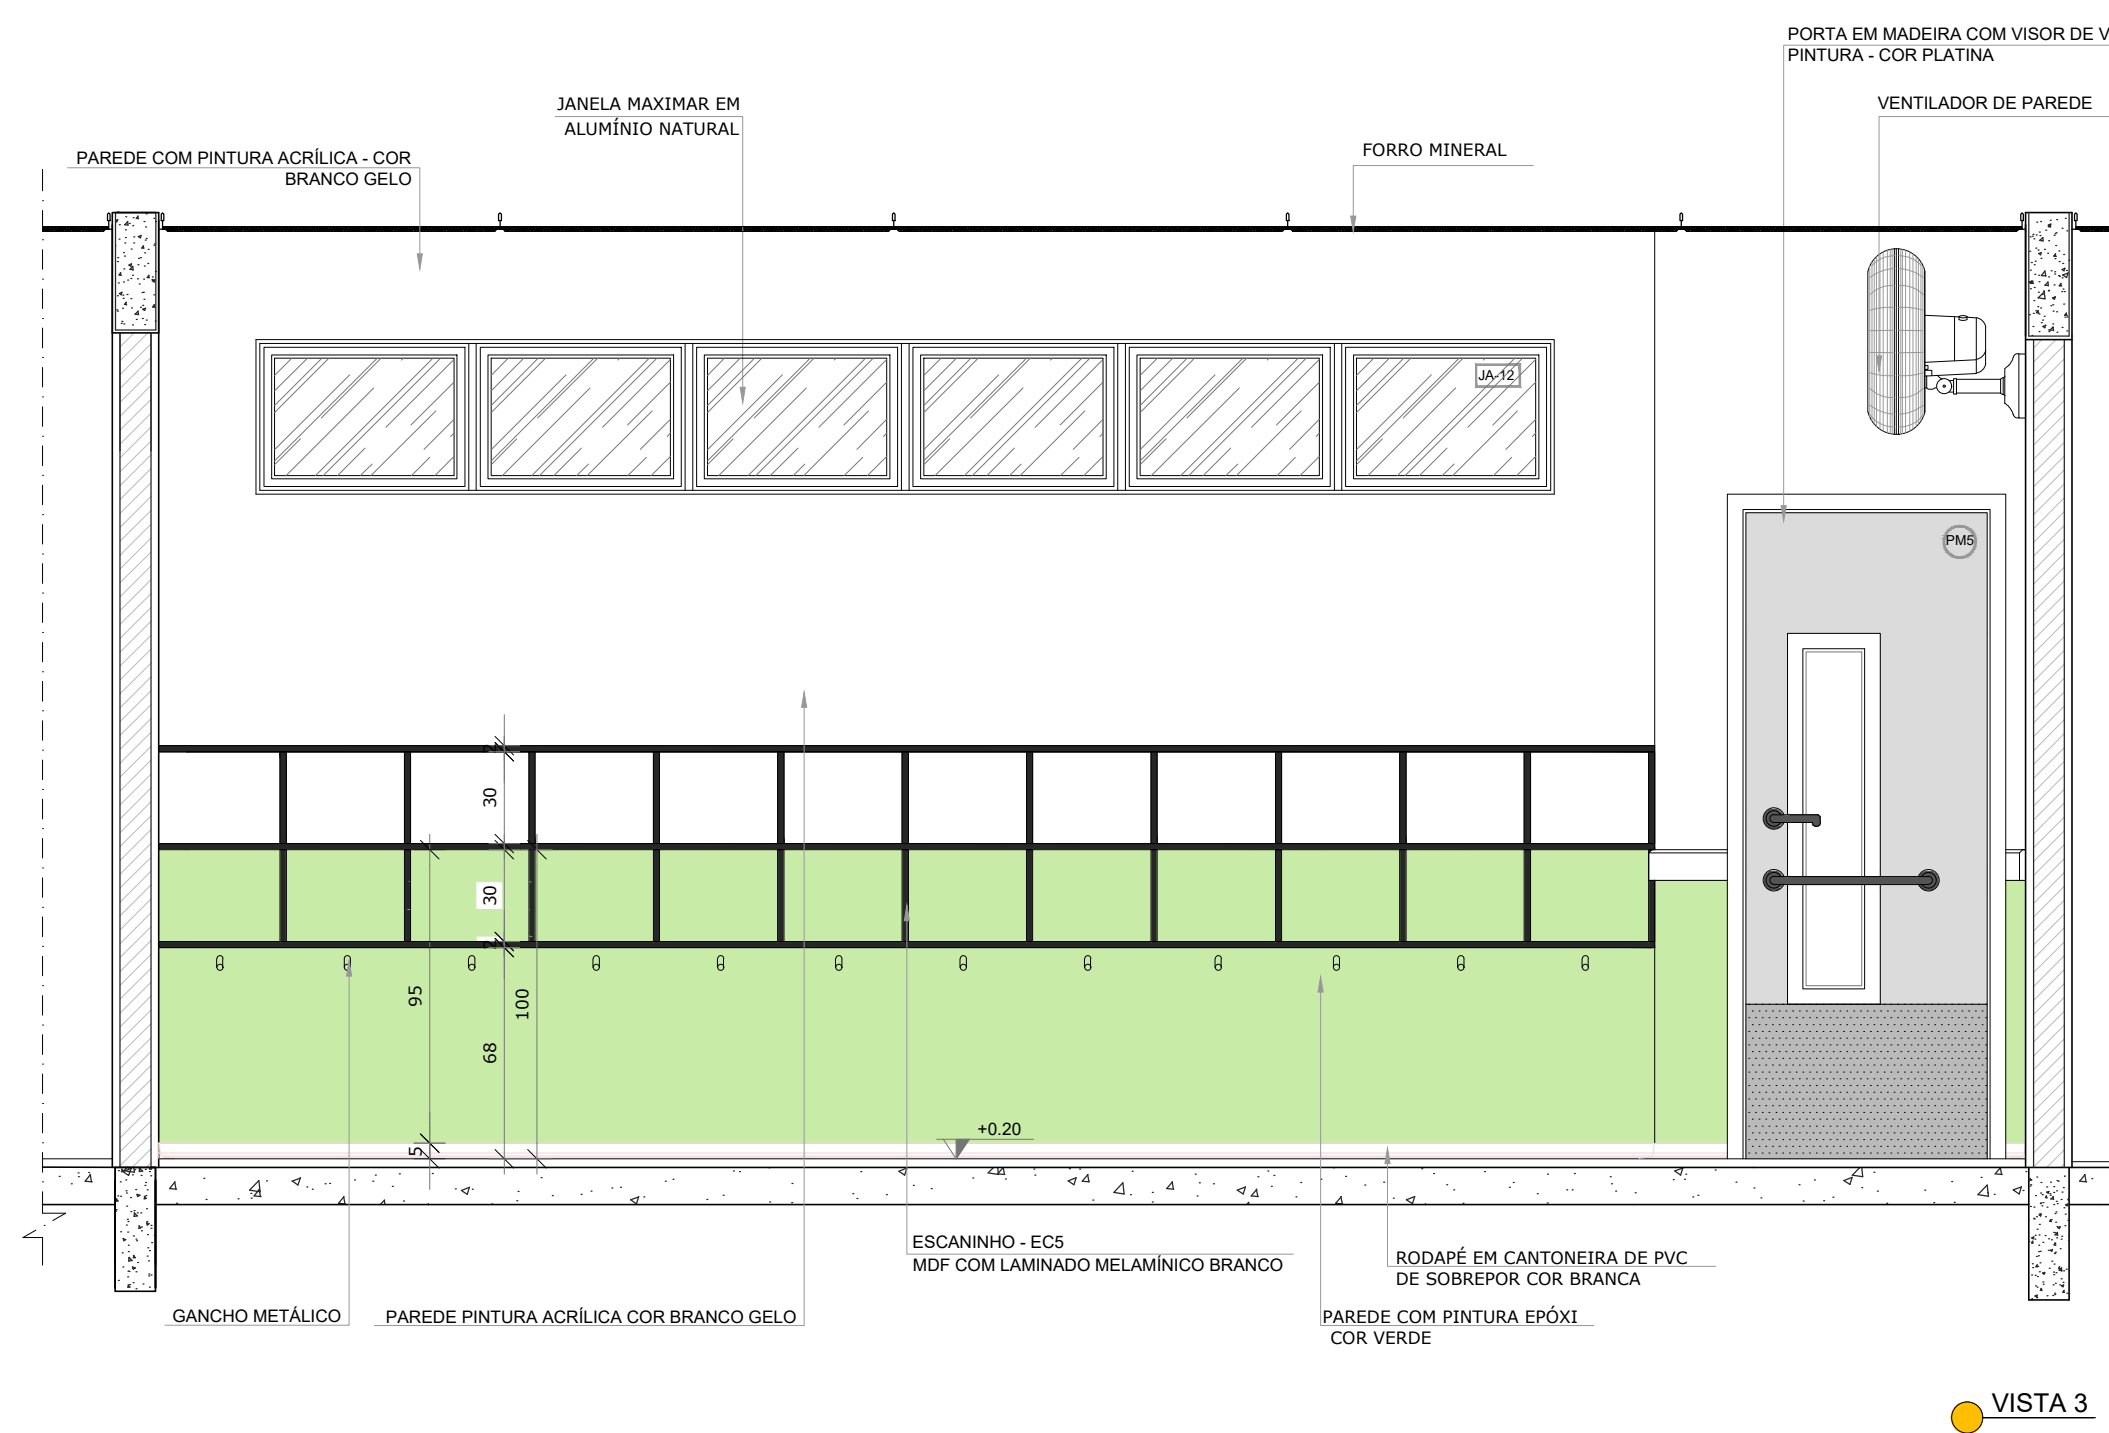 PORTA EM MADEIRA COM VISOR DE V
PINTURA - COR PLATINA
JANELA MAXIMAR EM
ALUMÍNIO NATURAL
VENTILADOR DE PAREDE
PAREDE COM PINTURA ACRÍLICA - COR
BRANCO GELO
FORRO MINERAL
JA-12
PM5
2
30
30
2
95
100
68
5
+0.20
ESCANINHO - EC5
MDF COM LAMINADO MELAMÍNICO BRANCO
RODAPÉ EM CANTONEIRA DE PVC
DE SOBREPOR COR BRANCA
GANCHO METÁLICO
PAREDE PINTURA ACRÍLICA COR BRANCO GELO
PAREDE COM PINTURA EPÓXI
COR VERDE
VISTA 3